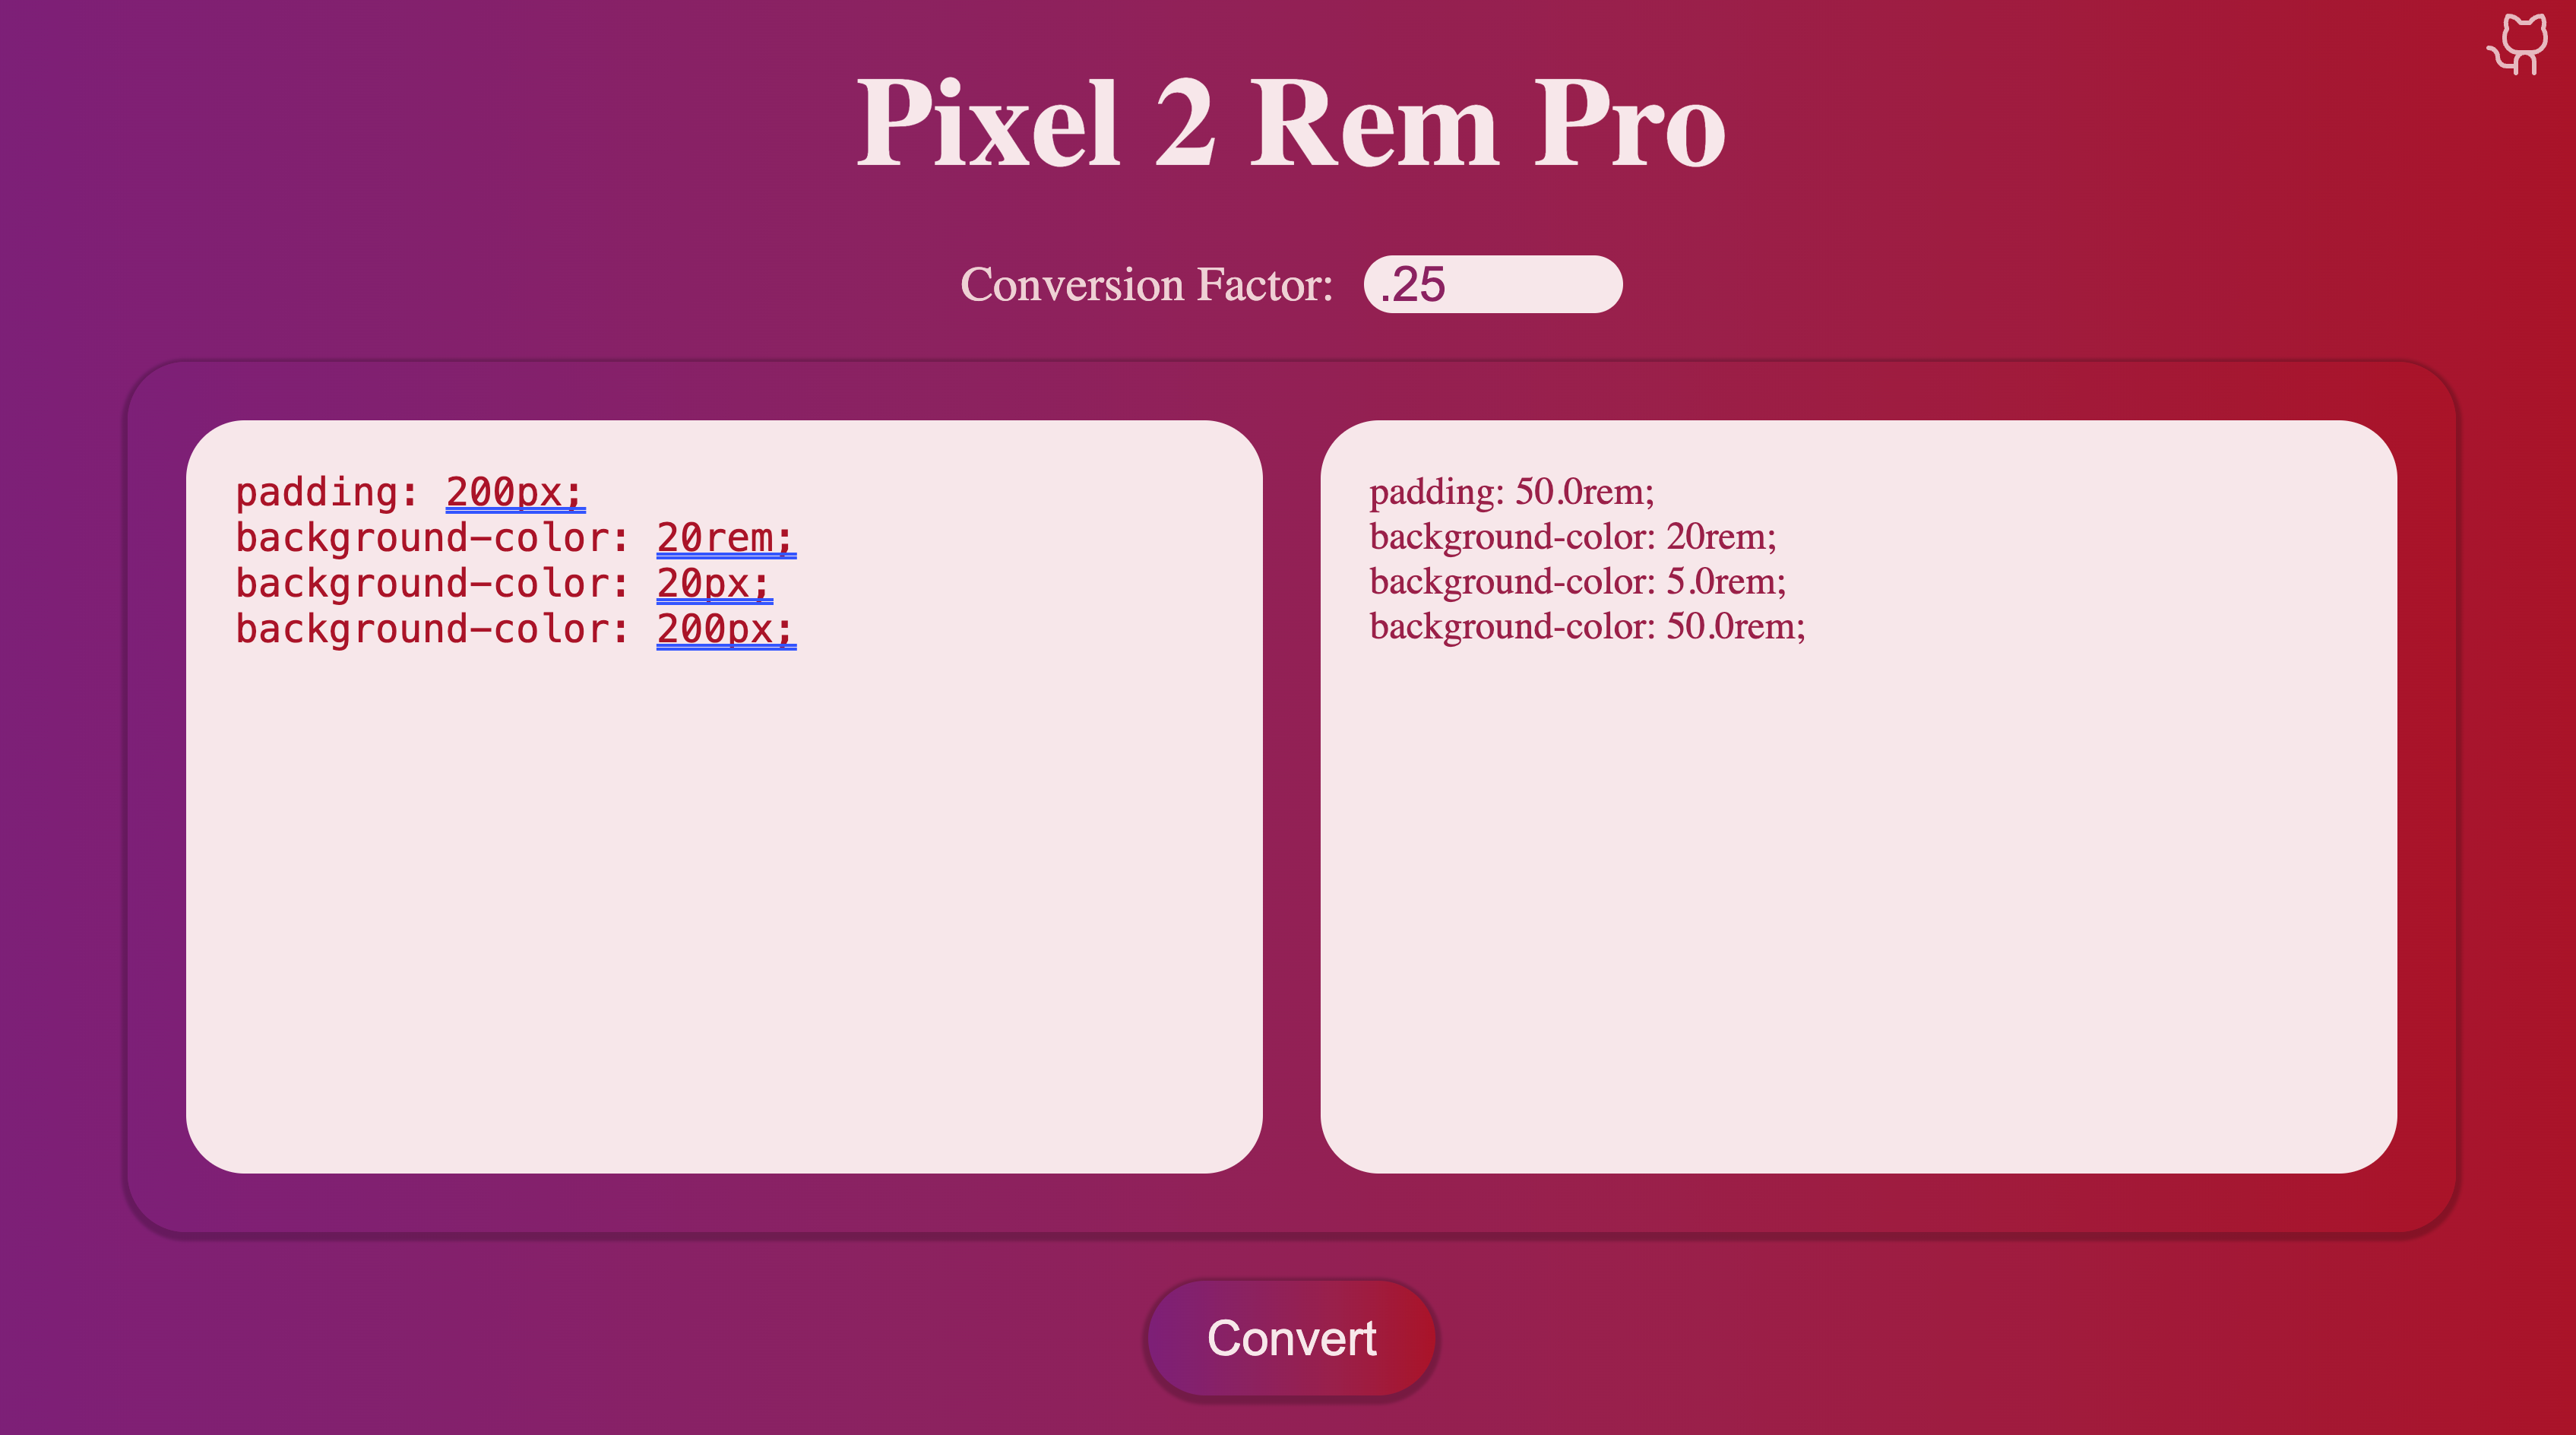 Pixel 2 Rem Pro
Conversion Factor: .25
padding: 200px;
background-color: 20rem;
background-color: 20px;
background-color: 200px;
padding: 50.0rem;
background-color: 20rem;
background-color: 5.0rem;
background-color: 50.0rem;
Convert